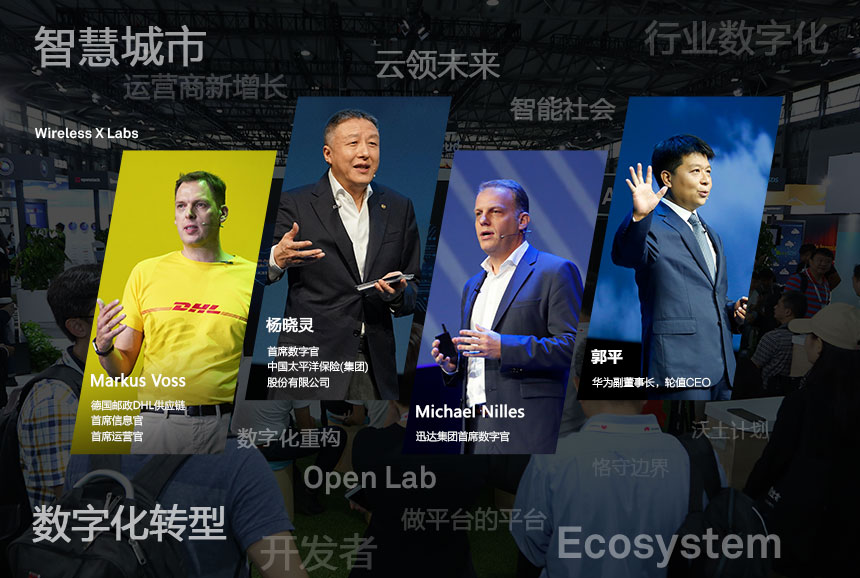 智慧城市
运营商新增长
云领未来
行业数字化
智能社会
Wireless X Labs
DHL
Markus Voss
德国邮政DHL供应链
首席信息官
首席运营官
杨晓灵
首席数字官
中国太平洋保险(集团)
股份有限公司
Michael Nilles
迅达集团首席数字官
郭平
华为副董事长，轮值CEO
数字化重构
沃土计划
Open Lab
恪守边界
数字化转型
做平台的平台
开发者
Ecosystem